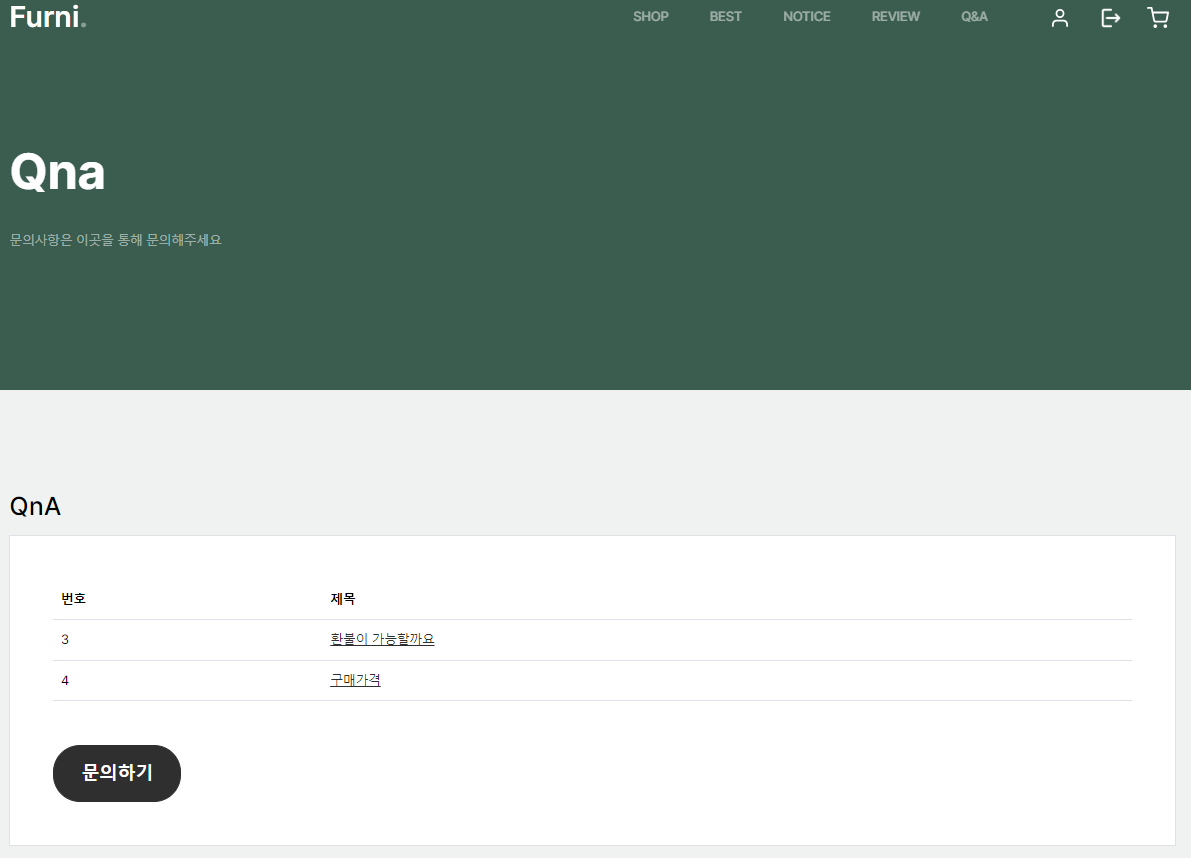 Furni.
SHOP BEST NOTICE REVIEW Q&A
Qna
문의사항은 이곳을 통해 문의해주세요
QnA
번호 제목
3 환불이 가능할까요
4 구매가격
문의하기